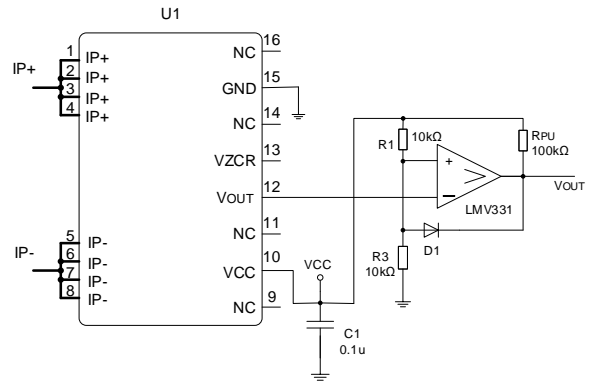 U1
IP+
1
2
3
4
IP+
IP+
IP+
IP+
IP-
5
6
7
8
IP-
IP-
IP-
IP-
NC 16
GND 15
NC 14
VZCR 13
VOUT 12
NC 11
VCC 10
NC 9
VCC
C1
0.1u
R1
10kΩ
R3
10kΩ
D1
+
−
LMV331
RPU
100kΩ
VOUT